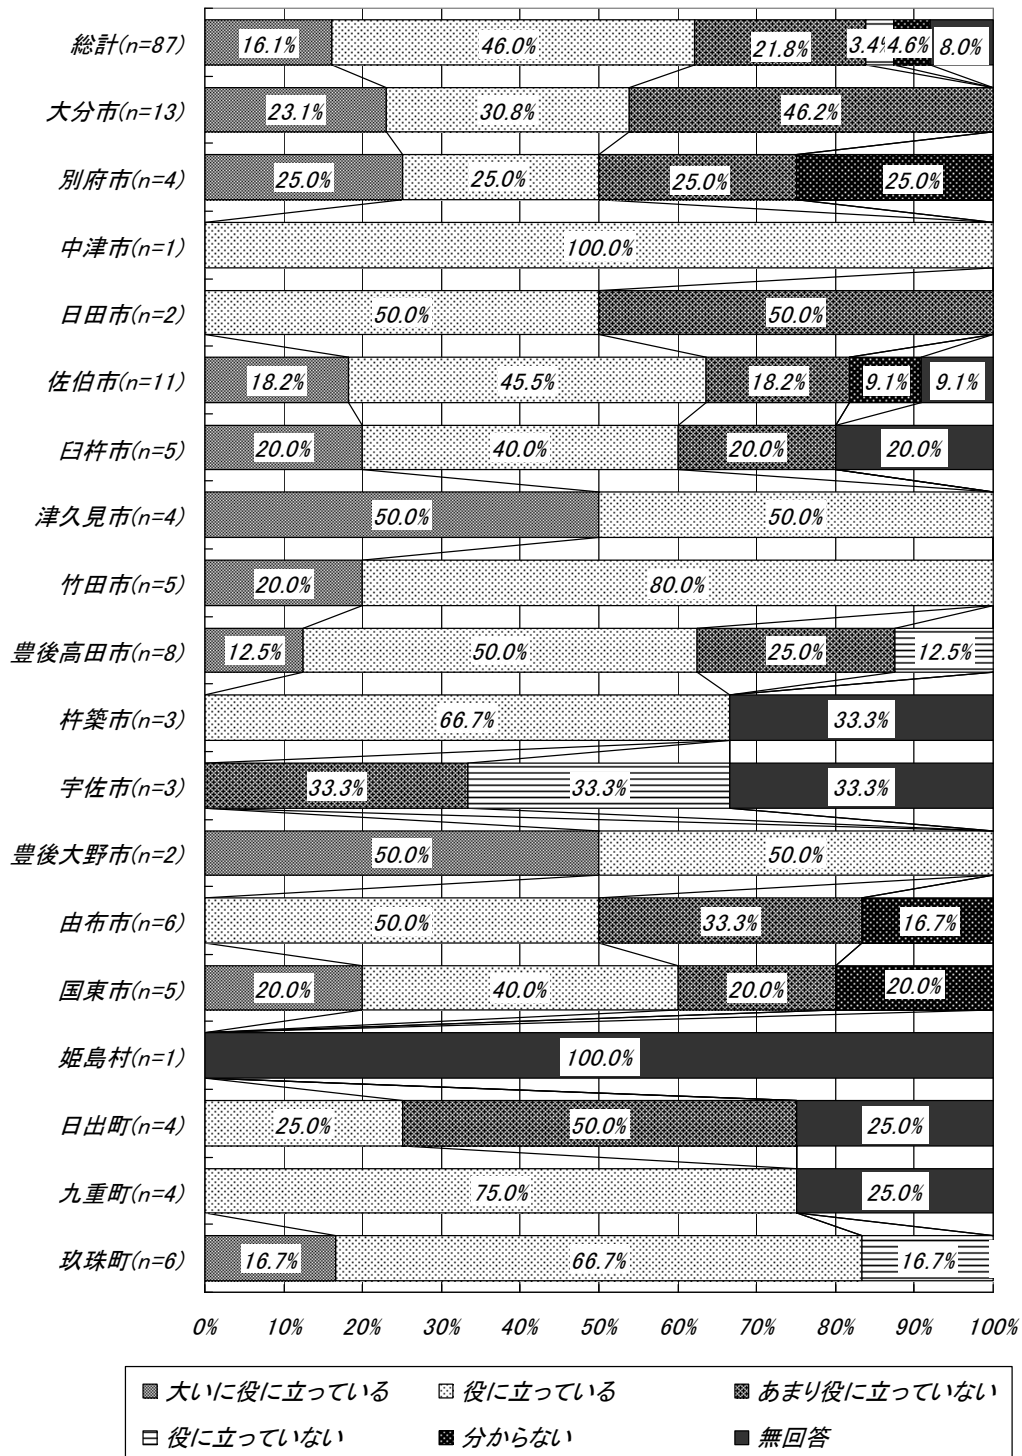 総計(n=87) 16.1% 46.0% 21.8% 3.4% 4.6% 8.0%
大分市(n=13) 23.1% 30.8% 46.2%
別府市(n=4) 25.0% 25.0% 25.0% 25.0%
中津市(n=1) 100.0%
日田市(n=2) 50.0% 50.0%
佐伯市(n=11) 18.2% 45.5% 18.2% 9.1% 9.1%
臼杵市(n=5) 20.0% 40.0% 20.0% 20.0%
津久見市(n=4) 50.0% 50.0%
竹田市(n=5) 20.0% 80.0%
豊後高田市(n=8) 12.5% 50.0% 25.0% 12.5%
杵築市(n=3) 66.7% 33.3%
宇佐市(n=3) 33.3% 33.3% 33.3%
豊後大野市(n=2) 50.0% 50.0%
由布市(n=6) 50.0% 33.3% 16.7%
国東市(n=5) 20.0% 40.0% 20.0% 20.0%
姫島村(n=1) 100.0%
日出町(n=4) 25.0% 50.0% 25.0%
九重町(n=4) 75.0% 25.0%
玖珠町(n=6) 16.7% 66.7% 16.7%
0% 10% 20% 30% 40% 50% 60% 70% 80% 90% 100%
大いに役に立っている 役に立っている あまり役に立っていない
役に立っていない 分からない 無回答